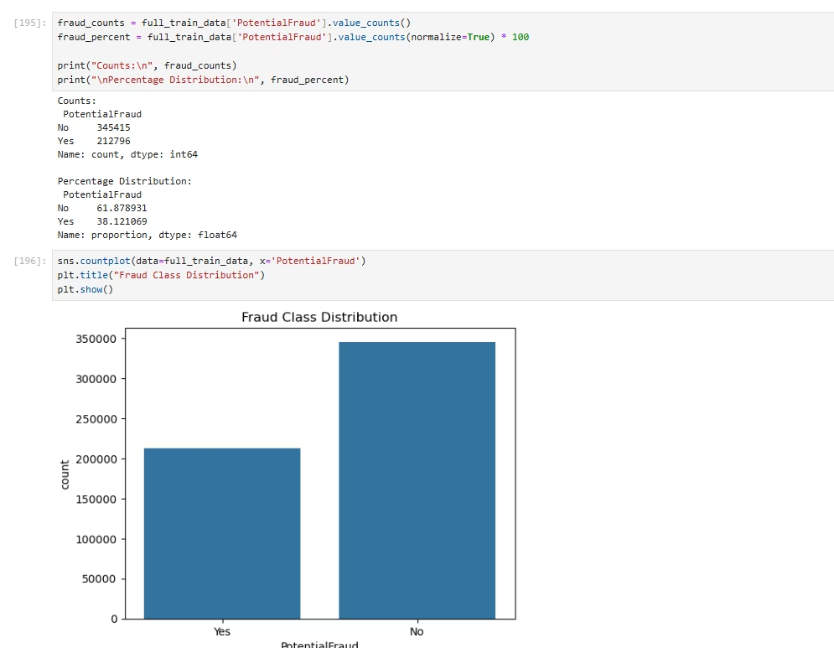 [195]: fraud_counts = full_train_data['PotentialFraud'].value_counts()
fraud_percent = full_train_data['PotentialFraud'].value_counts(normalize=True) * 100
print("Counts:\n", fraud_counts)
print("\nPercentage Distribution:\n", fraud_percent)
Counts:
PotentialFraud
No 345415
Yes 212796
Name: count, dtype: int64
Percentage Distribution:
PotentialFraud
No 61.878931
Yes 38.121069
Name: proportion, dtype: float64
[196]: sns.countplot(data=full_train_data, x='PotentialFraud')
plt.title("Fraud Class Distribution")
plt.show()
Fraud Class Distribution
350000
300000
250000
200000
150000
100000
50000
0
count
Yes No
PotentialFraud